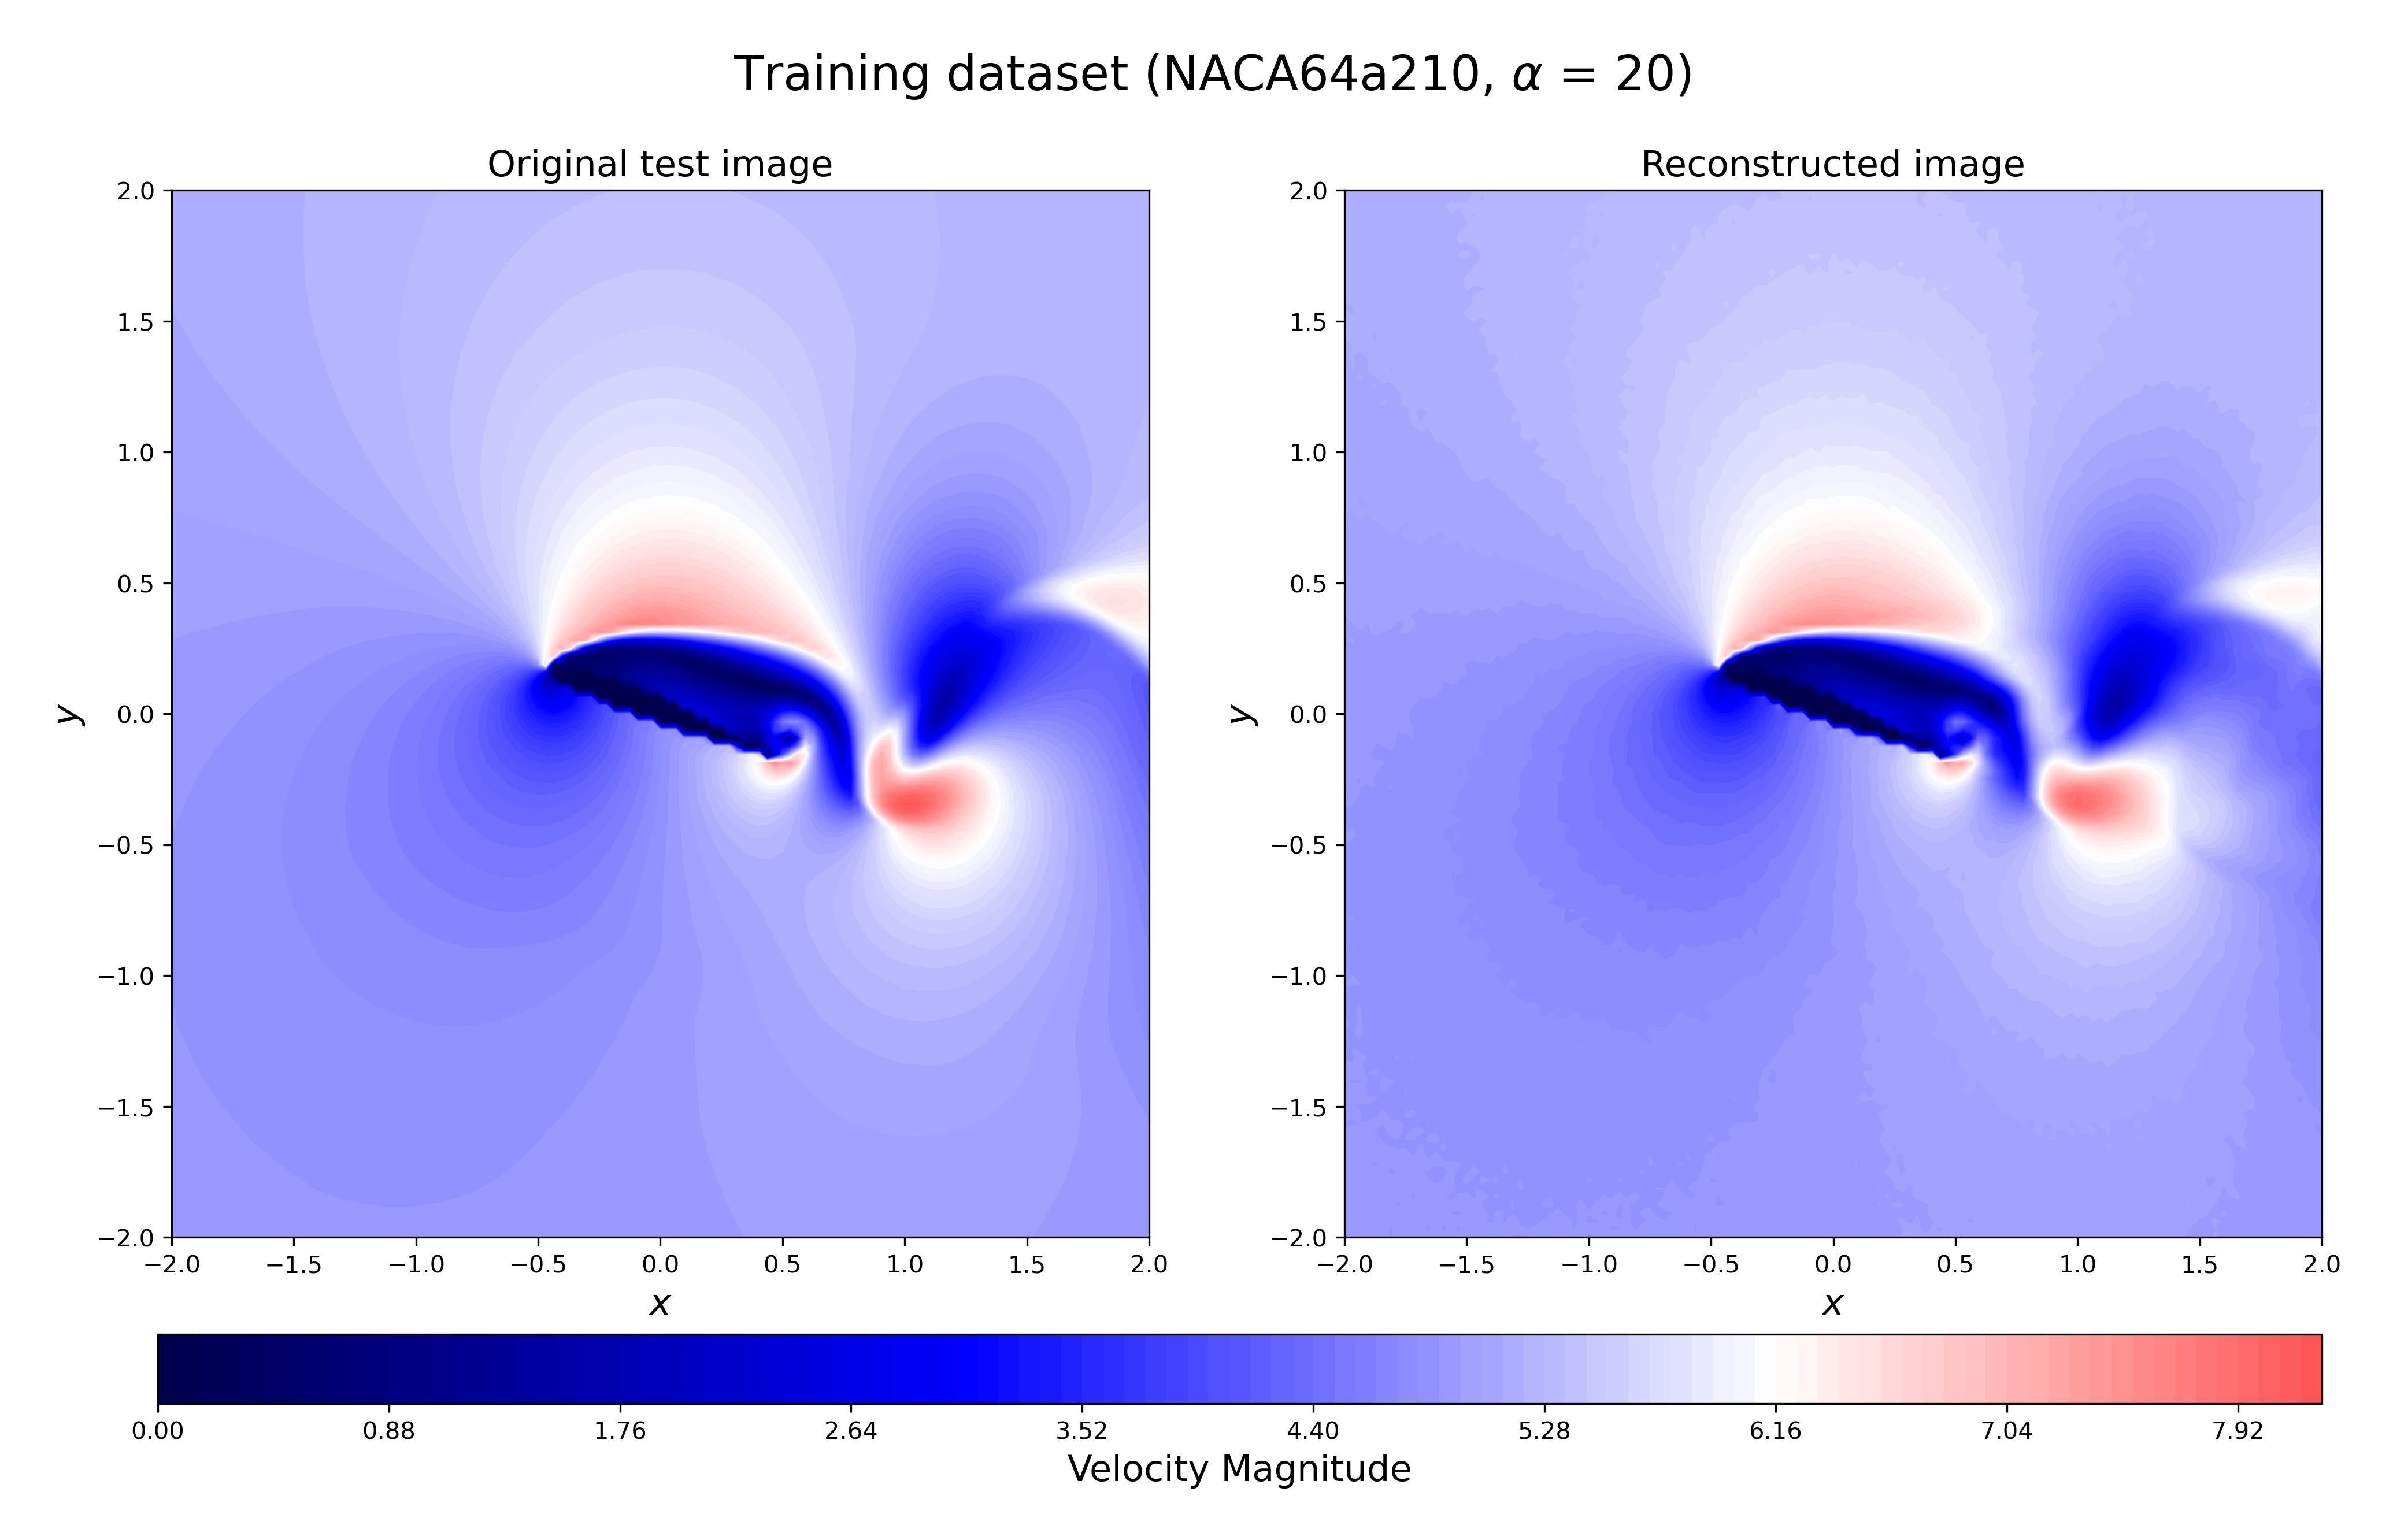 Training dataset (NACA64a210, α = 20)
Original test image
2.0
1.5
1.0
0.5
0.0
−0.5
−1.0
−1.5
−2.0
y
−2.0 −1.5 −1.0 −0.5 0.0 0.5 1.0 1.5 2.0
x
Reconstructed image
2.0
1.5
1.0
0.5
0.0
−0.5
−1.0
−1.5
−2.0
y
−2.0 −1.5 −1.0 −0.5 0.0 0.5 1.0 1.5 2.0
x
0.00 0.88 1.76 2.64 3.52 4.40 5.28 6.16 7.04 7.92
Velocity Magnitude